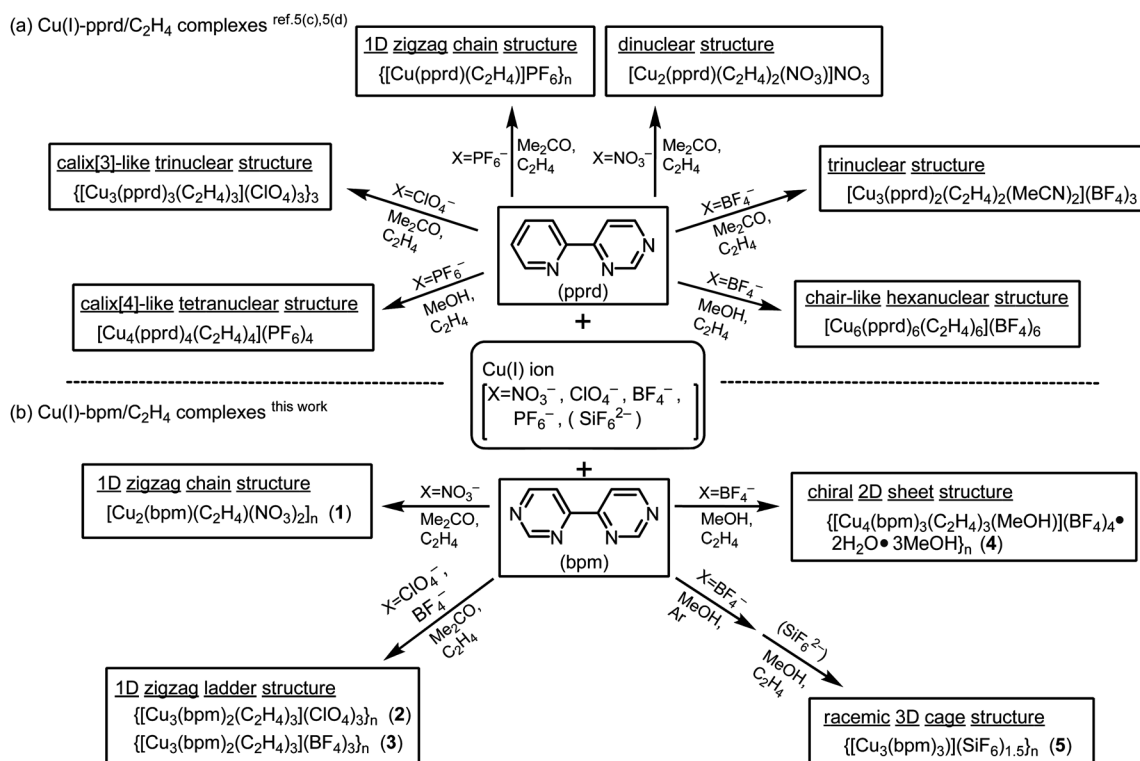 (a) Cu(I)-pprd/C₂H₄ complexes ref.5(c),5(d)
1D zigzag chain structure
{[Cu(pprd)(C₂H₄)]PF₆}ₙ
dinuclear structure
[Cu₂(pprd)(C₂H₄)₂(NO₃)]NO₃
X=PF₆⁻
Me₂CO,
C₂H₄
X=NO₃⁻
Me₂CO,
C₂H₄
calix[3]-like trinuclear structure
{[Cu₃(pprd)₃(C₂H₄)₃](ClO₄)₃}₃
X=ClO₄⁻
Me₂CO,
C₂H₄
trinuclear structure
[Cu₃(pprd)₂(C₂H₄)₂(MeCN)₂](BF₄)₃
X=BF₄⁻
Me₂CO,
C₂H₄
N
N
N
(pprd)
calix[4]-like tetranuclear structure
[Cu₄(pprd)₄(C₂H₄)₄](PF₆)₄
X=PF₆⁻
MeOH,
C₂H₄
chair-like hexanuclear structure
[Cu₆(pprd)₆(C₂H₄)₆](BF₄)₆
X=BF₄⁻
MeOH,
C₂H₄
+
Cu(I) ion
[X=NO₃⁻, ClO₄⁻, BF₄⁻,
PF₆⁻, (SiF₆²⁻)]
+
(b) Cu(I)-bpm/C₂H₄ complexes this work
1D zigzag chain structure
[Cu₂(bpm)(C₂H₄)(NO₃)₂]ₙ (1)
X=NO₃⁻
Me₂CO,
C₂H₄
N
N
N
N
(bpm)
X=BF₄⁻
MeOH,
C₂H₄
chiral 2D sheet structure
{[Cu₄(bpm)₃(C₂H₄)₃(MeOH)](BF₄)₄•
2H₂O• 3MeOH}ₙ (4)
X=ClO₄⁻,
BF₄⁻
Me₂CO,
C₂H₄
X=BF₄⁻
MeOH,
Ar
(SiF₆²⁻)
MeOH,
C₂H₄
1D zigzag ladder structure
{[Cu₃(bpm)₂(C₂H₄)₃](ClO₄)₃}ₙ (2)
{[Cu₃(bpm)₂(C₂H₄)₃](BF₄)₃}ₙ (3)
racemic 3D cage structure
{[Cu₃(bpm)₃)](SiF₆)₁.₅}ₙ (5)